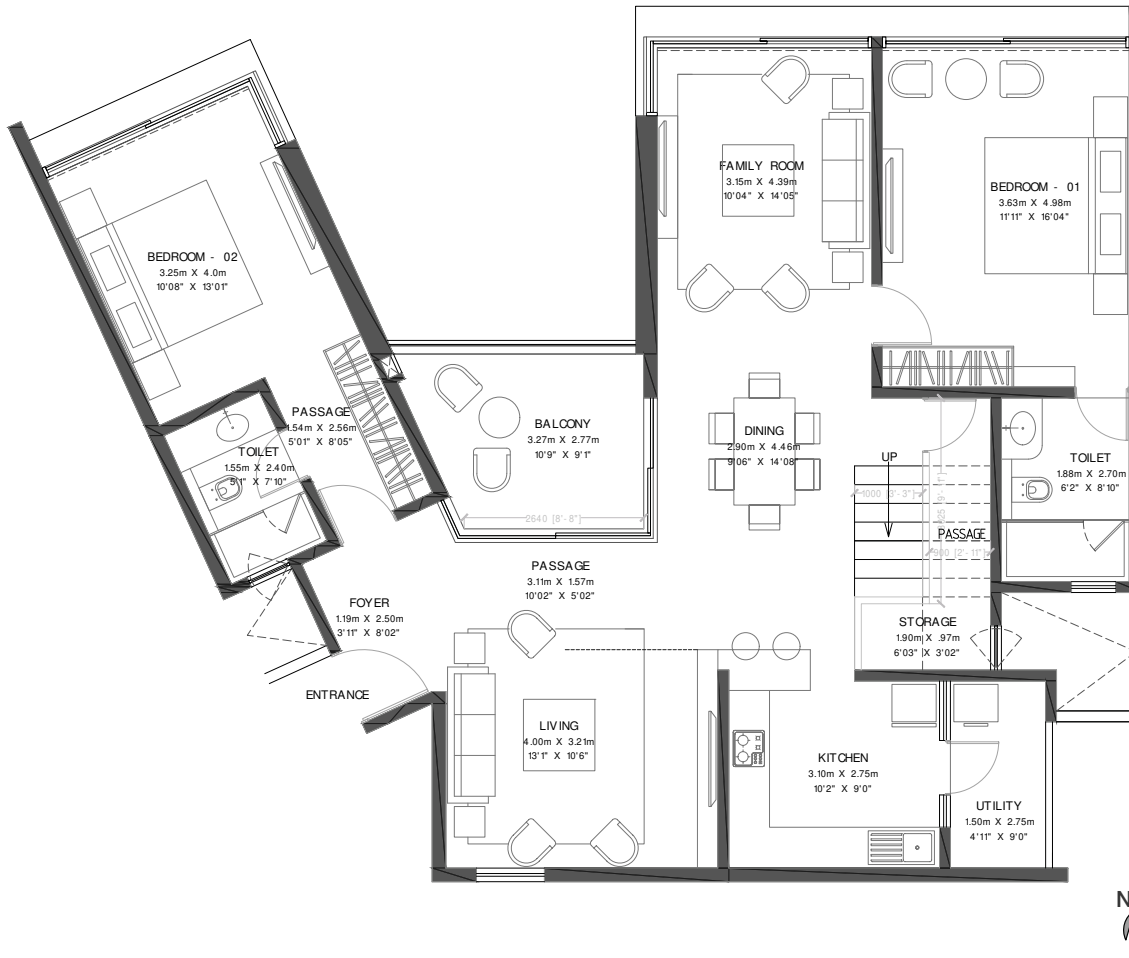 FAMILY ROOM
3.15m X 4.39m
10'04" X 14'05"
BEDROOM - 01
3.63m X 4.98m
11'11" X 16'04"
BEDROOM - 02
3.25m X 4.0m
10'08" X 13'01"
PASSAGE
1.54m X 2.56m
5'01" X 8'05"
TOILET
1.55m X 2.40m
5'1" X 7'10"
BALCONY
3.27m X 2.77m
10'9" X 9'1"
2640 [8'- 8"]
DINING
2.90m X 4.46m
9'06" X 14'08"
UP
1000 [3'- 3"]
PASSAGE
900 [2'- 11"]
TOILET
1.88m X 2.70m
6'2" X 8'10"
PASSAGE
3.11m X 1.57m
10'02" X 5'02"
FOYER
1.19m X 2.50m
3'11" X 8'02"
STORAGE
1.90m X .97m
6'03" X 3'02"
ENTRANCE
LIVING
4.00m X 3.21m
13'1" X 10'6"
KITCHEN
3.10m X 2.75m
10'2" X 9'0"
UTILITY
1.50m X 2.75m
4'11" X 9'0"
N